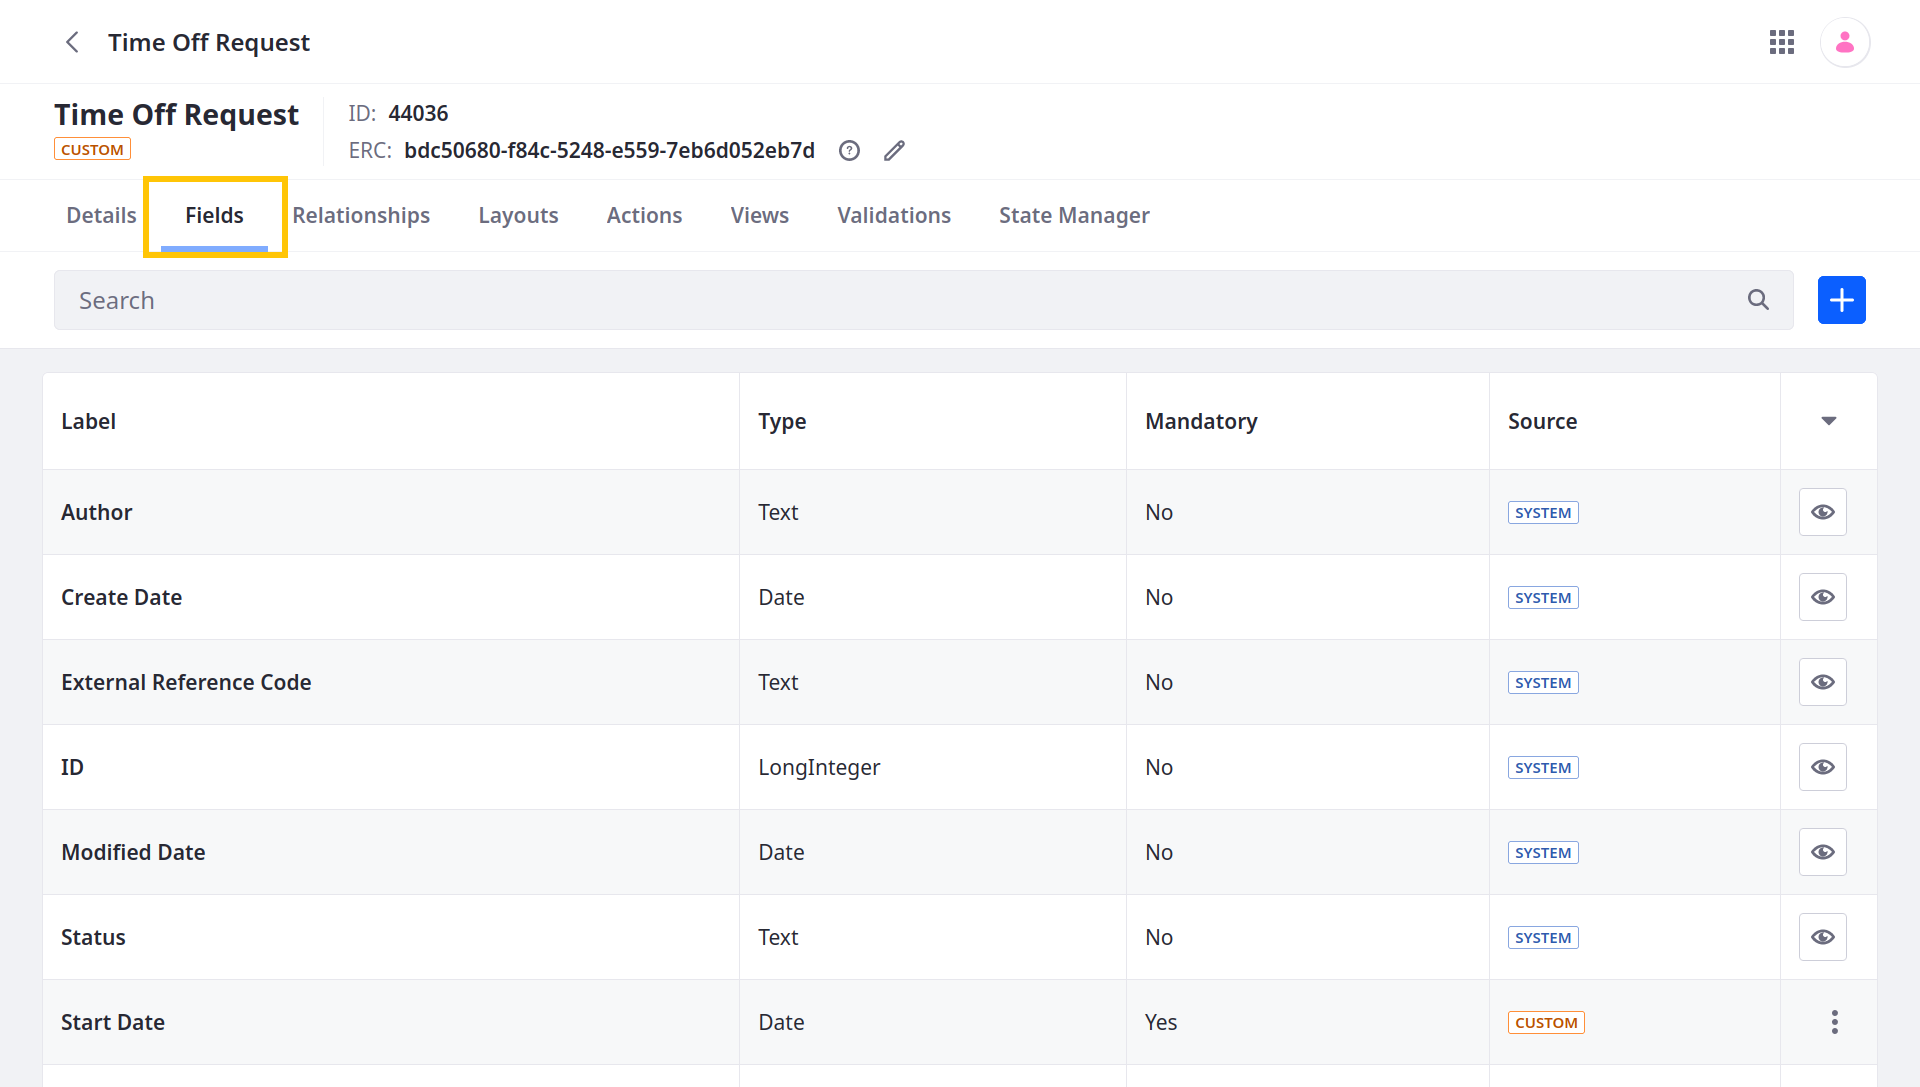 Time Off Request
Time Off Request
CUSTOM
ID: 44036
ERC: bdc50680-f84c-5248-e559-7eb6d052eb7d
Details Fields Relationships Layouts Actions Views Validations State Manager
Search
Label Type Mandatory Source
Author Text No SYSTEM
Create Date Date No SYSTEM
External Reference Code Text No SYSTEM
ID LongInteger No SYSTEM
Modified Date Date No SYSTEM
Status Text No SYSTEM
Start Date Date Yes CUSTOM